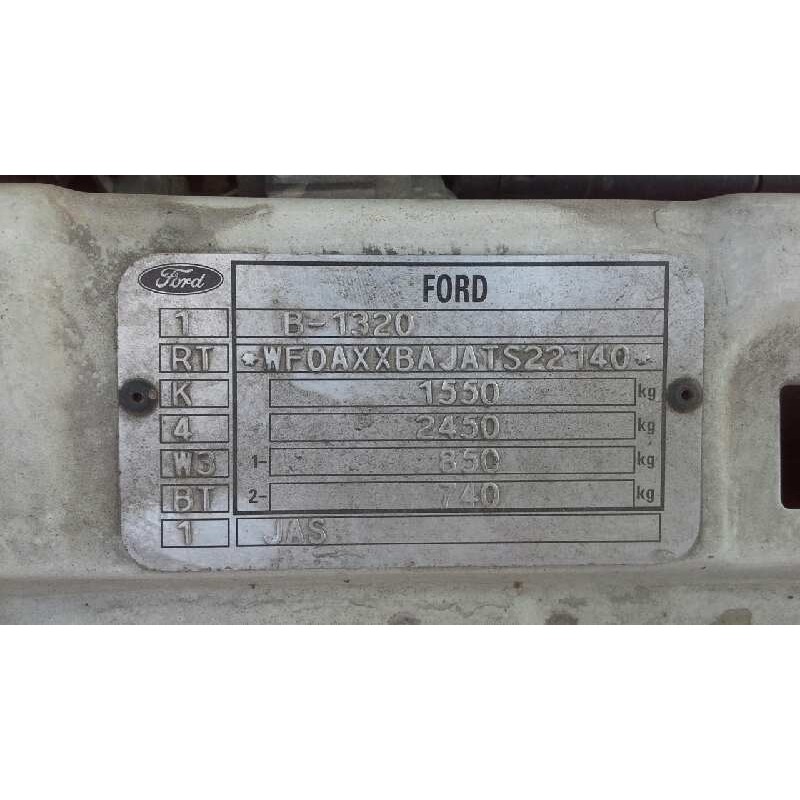 Ford FORD
1 B-1320
RT *WF0AXXBAJATS22140*
K 1550 kg
4 2450 kg
W3 1- 850 kg
BT 2- 740 kg
1 JAS